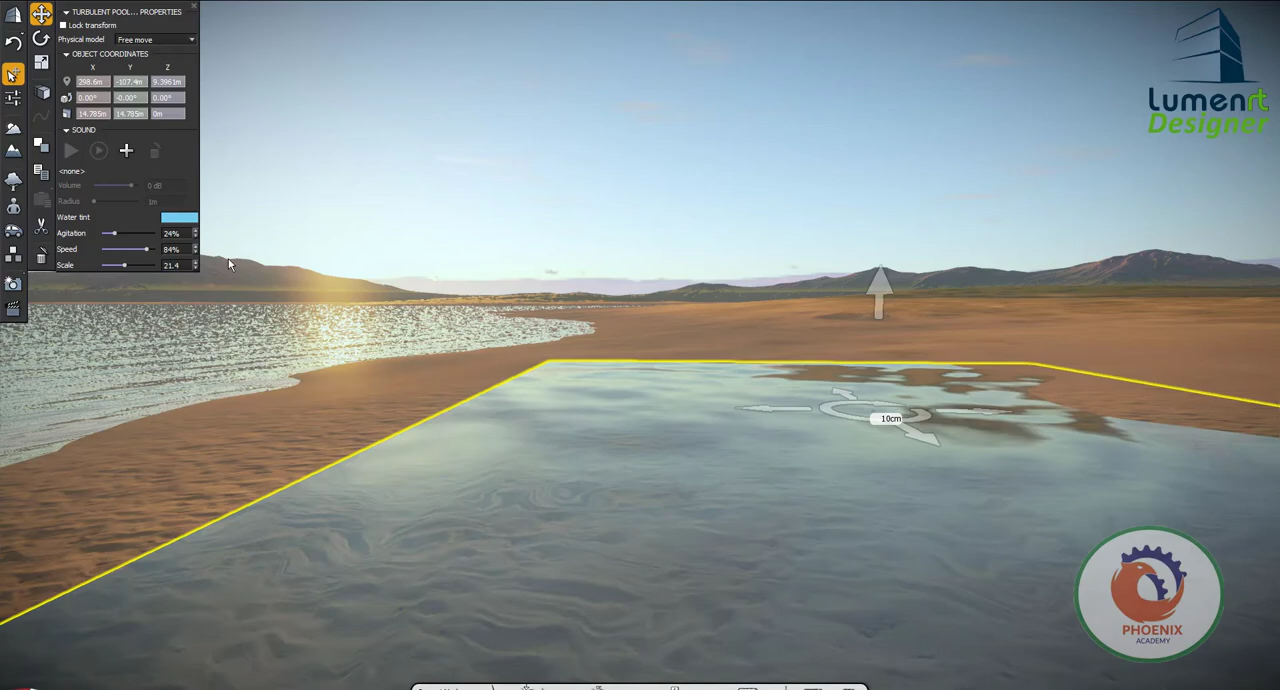 TURBULENT POOL... PROPERTIES
Lock transform
Physical model Free move
OBJECT COORDINATES
X Y Z
298.6m -107.4m 9.3961m
0.00° -0.00° 0.00°
14.785m 14.785m 0m
SOUND
<none>
Volume 0 dB
Radius 1m
Water tint
Agitation 24%
Speed 84%
Scale 21.4
Lumenrt
Designer
10cm
PHOENIX
ACADEMY